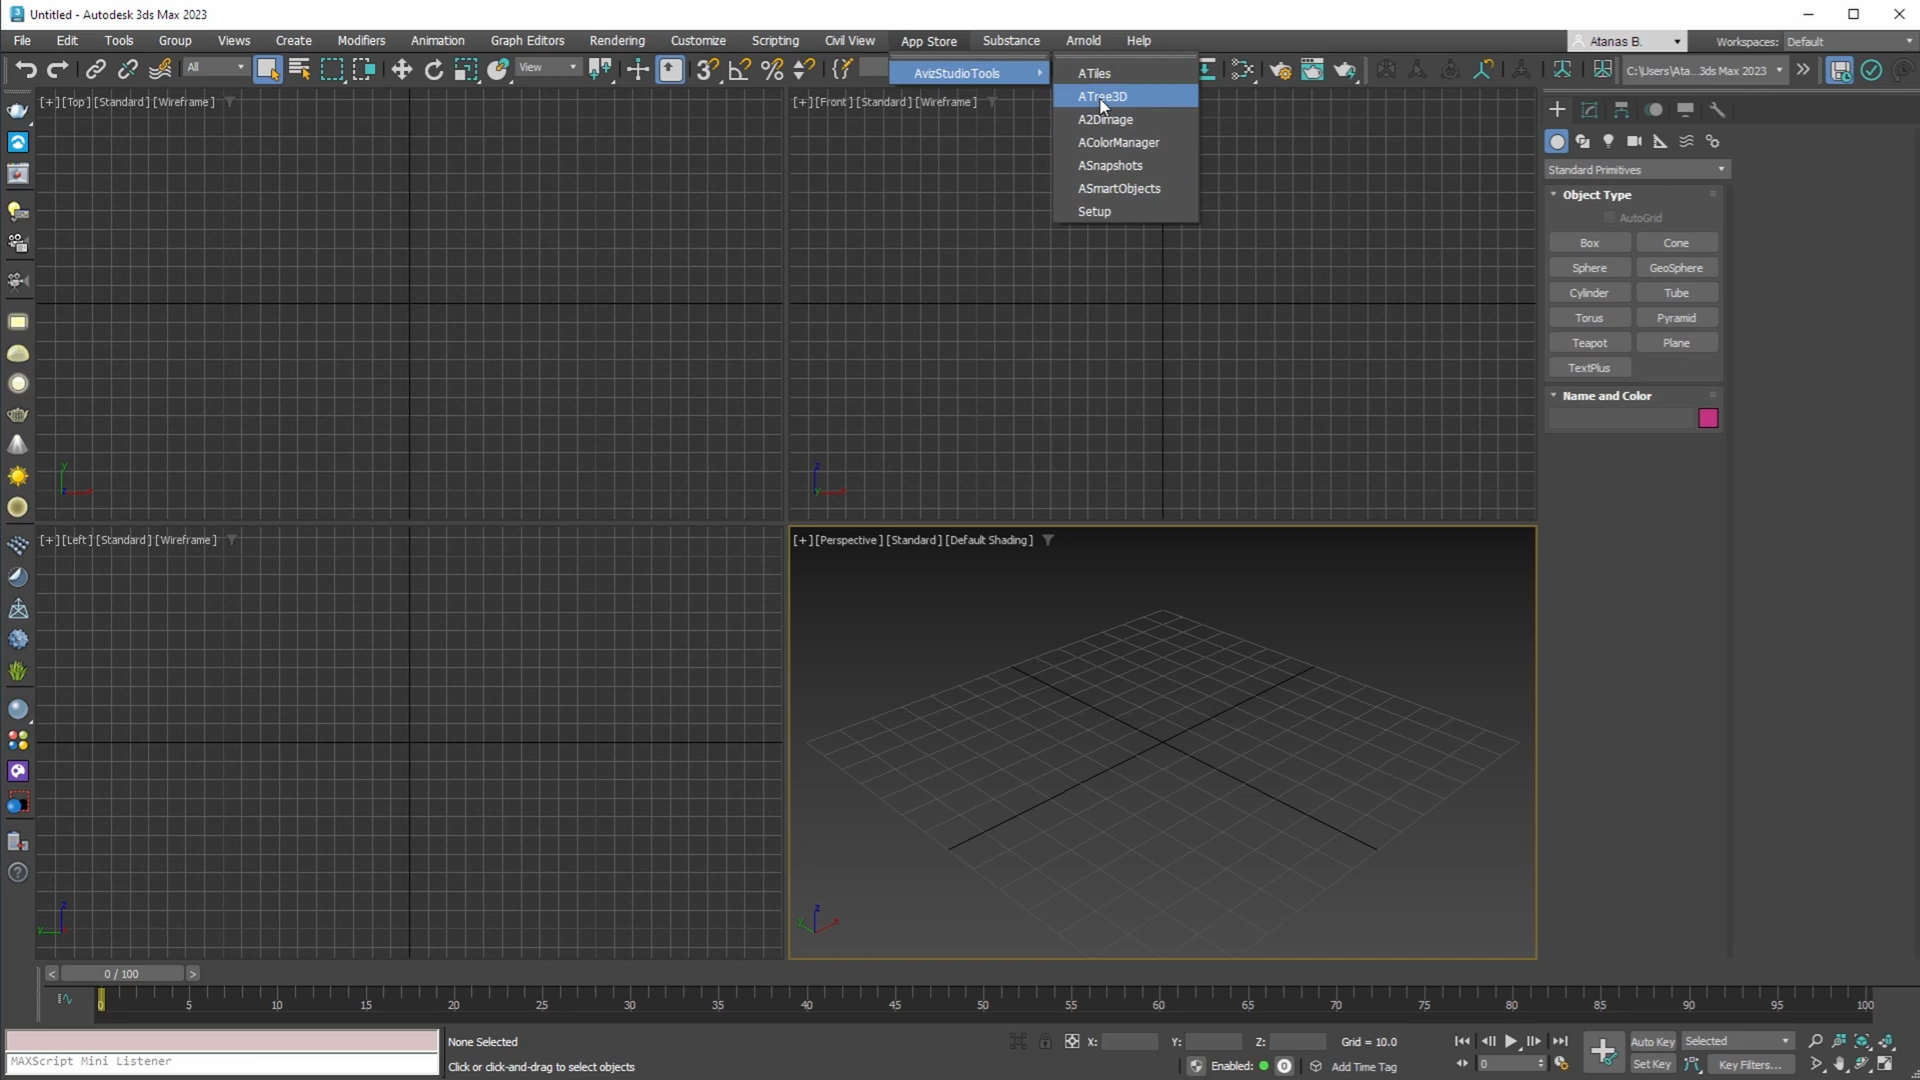 Untitled - Autodesk 3ds Max 2023
File Edit Tools Group Views Create Modifiers Animation Graph Editors Rendering Customize Scripting Civil View App Store Substance Arnold Help
Atanas B.
Workspaces: Default
All
View
C:\Users\Ata...3ds Max 2023
AvizStudioTools
ATiles
ATree3D
A2DImage
AColorManager
ASnapshots
ASmartObjects
Setup
[+] [Top] [Standard] [Wireframe]
[+] [Front] [Standard] [Wireframe]
[+] [Left] [Standard] [Wireframe]
[+] [Perspective] [Standard] [Default Shading]
Standard Primitives
Object Type
AutoGrid
Box Cone
Sphere GeoSphere
Cylinder Tube
Torus Pyramid
Teapot Plane
TextPlus
Name and Color
y
z
y
z
y
z
y x
< 0 / 100 >
0 5 10 15 20 25 30 35 40 45 50 55 60 65 70 75 80 85 90 95 100
None Selected
X: Y: Z: Grid = 10.0
Auto Key Selected
MAXScript Mini Listener
Click or click-and-drag to select objects
Enabled: 0 Add Time Tag
0
Set Key Key Filters...